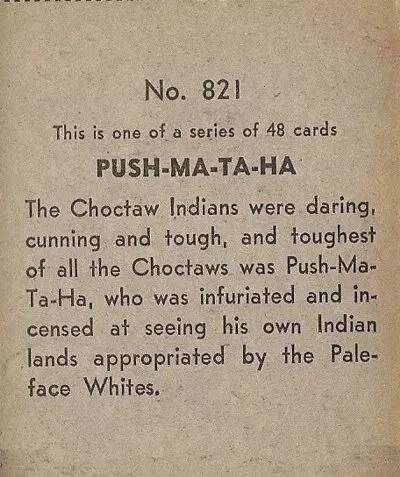 No. 821
This is one of a series of 48 cards
PUSH-MA-TA-HA
The Choctaw Indians were daring,
cunning and tough, and toughest
of all the Choctaws was Push-Ma-
Ta-Ha, who was infuriated and in-
censed at seeing his own Indian
lands appropriated by the Pale-
face Whites.